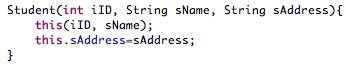 Student(int iID, String sName, String sAddress){
    this(iID, sName);
    this.sAddress=sAddress;
}